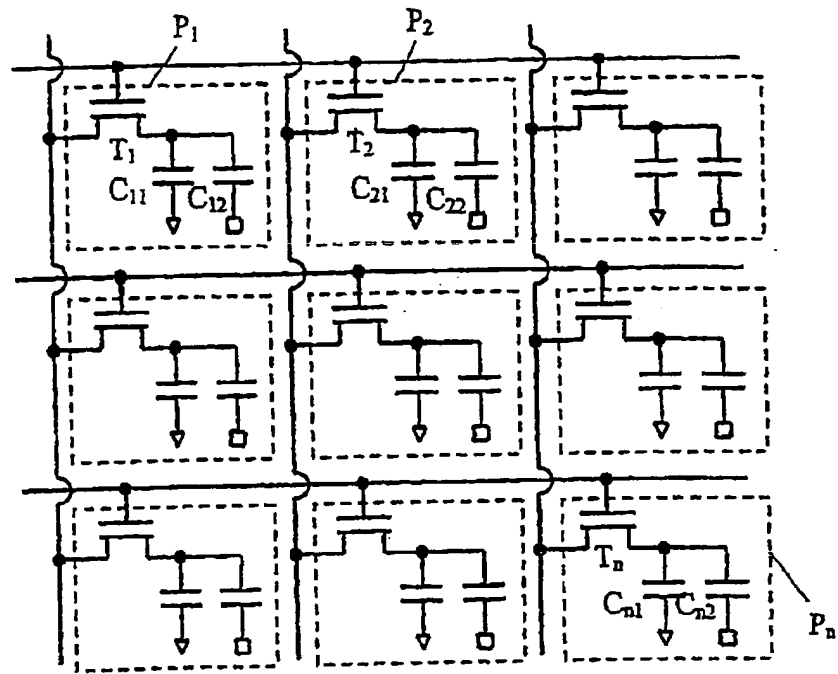 P₁
P₂
T₁
T₂
C₁₁
C₁₂
C₂₁
C₂₂
Tₙ
Cₙ₁
Cₙ₂
Pₙ